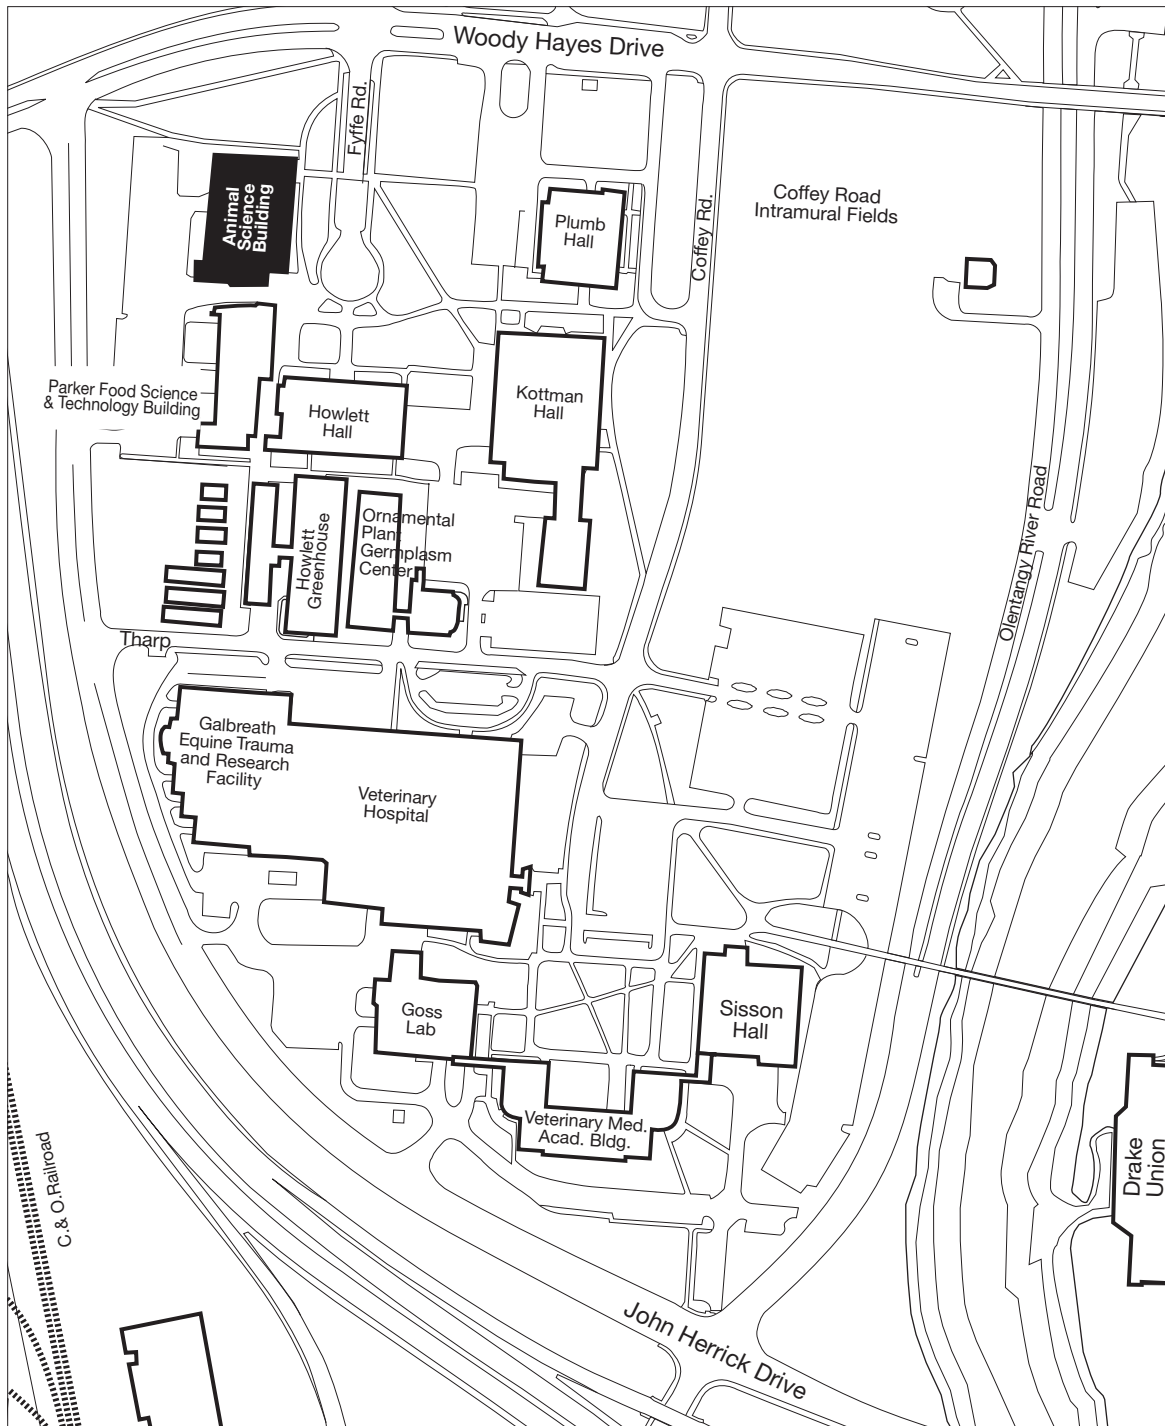 Woody Hayes Drive
Fyffe Rd.
Animal
Science
Building
Plumb
Hall
Coffey Rd.
Coffey Road
Intramural Fields
Parker Food Science
& Technology Building
Howlett
Hall
Kottman
Hall
Howlett
Greenhouse
Ornamental
Plant
Germplasm
Center
Olentangy River Road
Tharp
Galbreath
Equine Trauma
and Research
Facility
Veterinary
Hospital
Goss
Lab
Sisson
Hall
Veterinary Med.
Acad. Bldg.
Drake
Union
C.& O.Railroad
John Herrick Drive